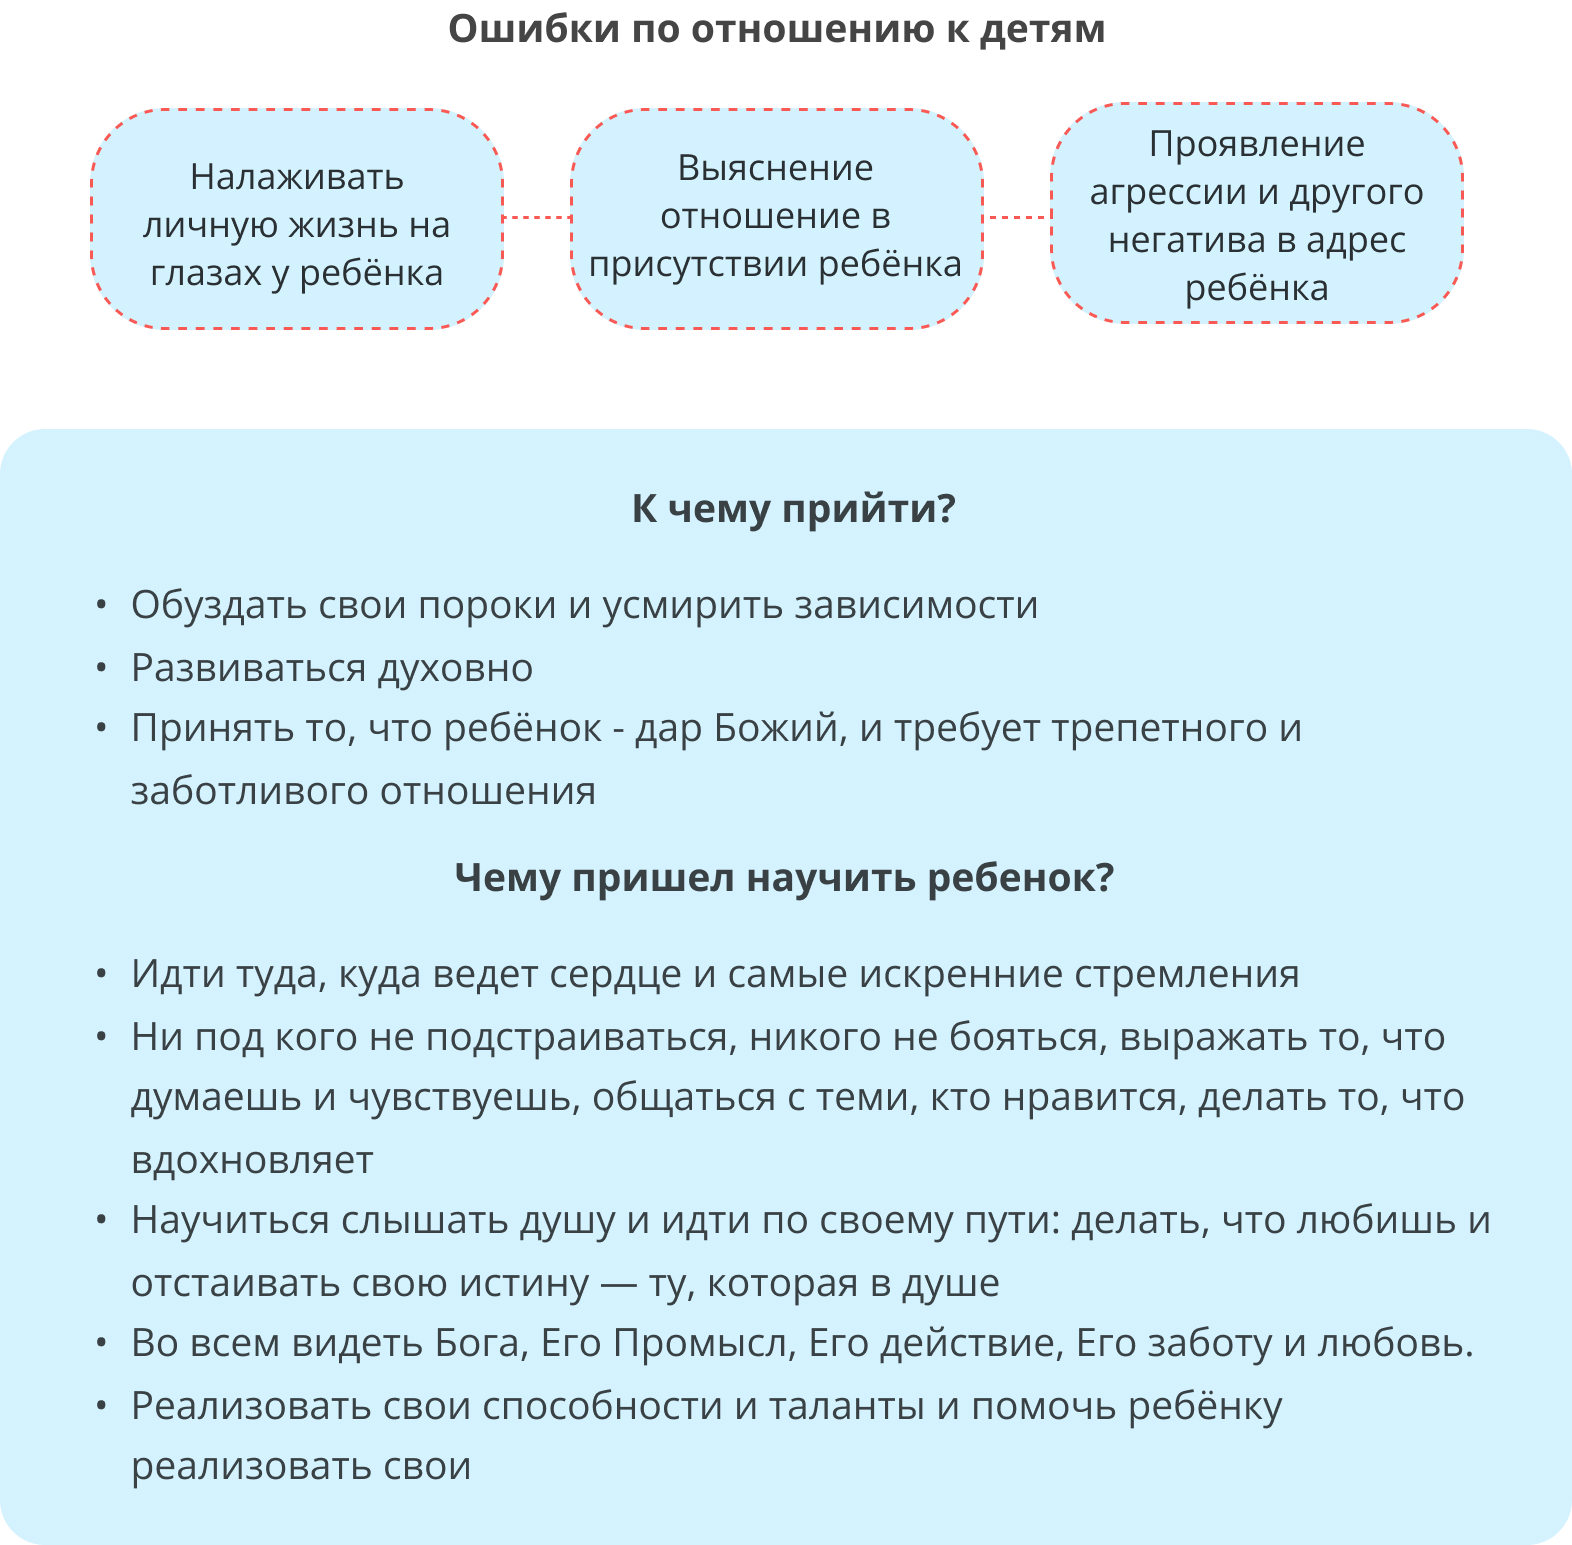 Ошибки по отношению к детям
Налаживать
личную жизнь на
глазах у ребёнка
Выяснение
отношение в
присутствии ребёнка
Проявление
агрессии и другого
негатива в адрес
ребёнка
К чему прийти?
• Обуздать свои пороки и усмирить зависимости
• Развиваться духовно
• Принять то, что ребёнок - дар Божий, и требует трепетного и
заботливого отношения
Чему пришел научить ребенок?
• Идти туда, куда ведет сердце и самые искренние стремления
• Ни под кого не подстраиваться, никого не бояться, выражать то, что
думаешь и чувствуешь, общаться с теми, кто нравится, делать то, что
вдохновляет
• Научиться слышать душу и идти по своему пути: делать, что любишь и
отстаивать свою истину — ту, которая в душе
• Во всем видеть Бога, Его Промысл, Его действие, Его заботу и любовь.
• Реализовать свои способности и таланты и помочь ребёнку
реализовать свои